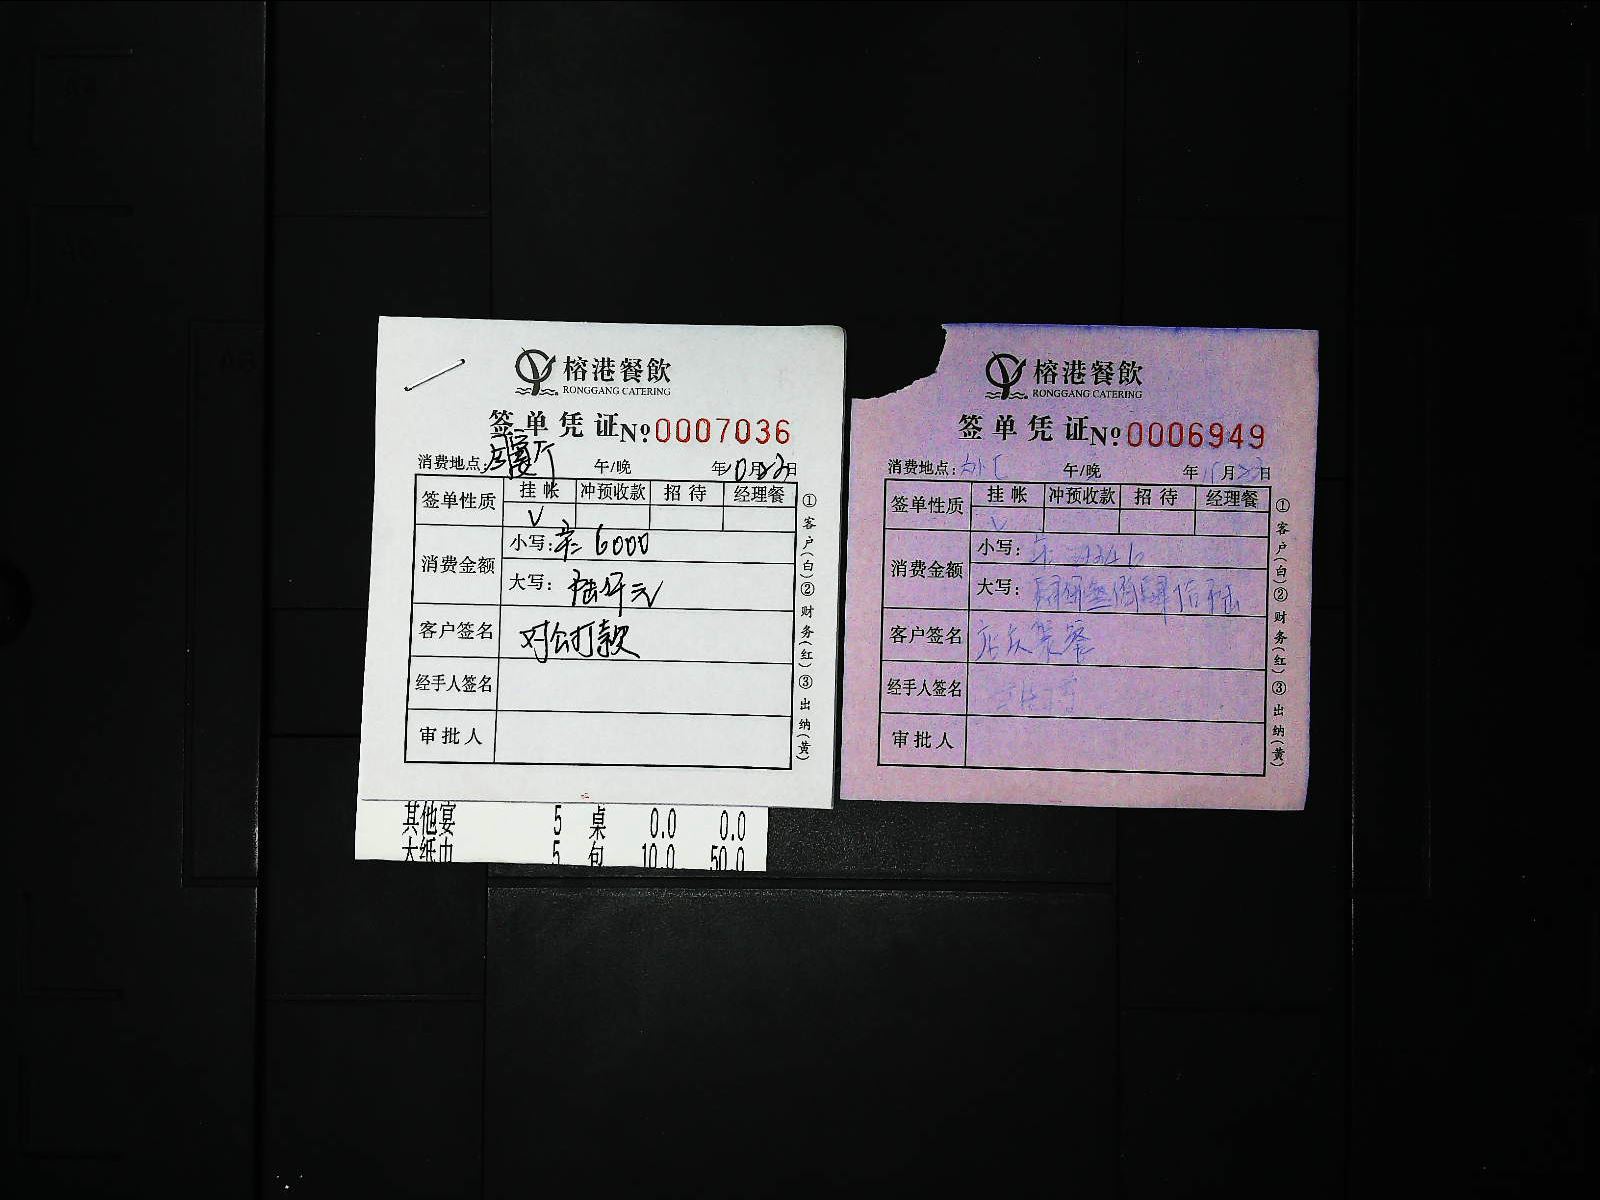 榕港餐飲
RONGGANG CATERING
签单凭证№0007036
消费地点:宴厅 午/晚 年10月22日
签单性质 挂帐 冲预收款 招待 经理餐
V
消费金额 小写: 6000
大写: 陆仟元
客户签名 对公打款
经手人签名
审批人
①客户(白)②财务(红)③出纳(黄)
其他宴 5 桌 0.0 0.0
大纸巾 5 包 10.0 50.0
榕港餐飲
RONGGANG CATERING
签单凭证№0006949
消费地点: 午/晚 年 月 日
签单性质 挂帐 冲预收款 招待 经理餐
V
消费金额 小写:
大写:
客户签名
经手人签名
审批人
①客户(白)②财务(红)③出纳(黄)